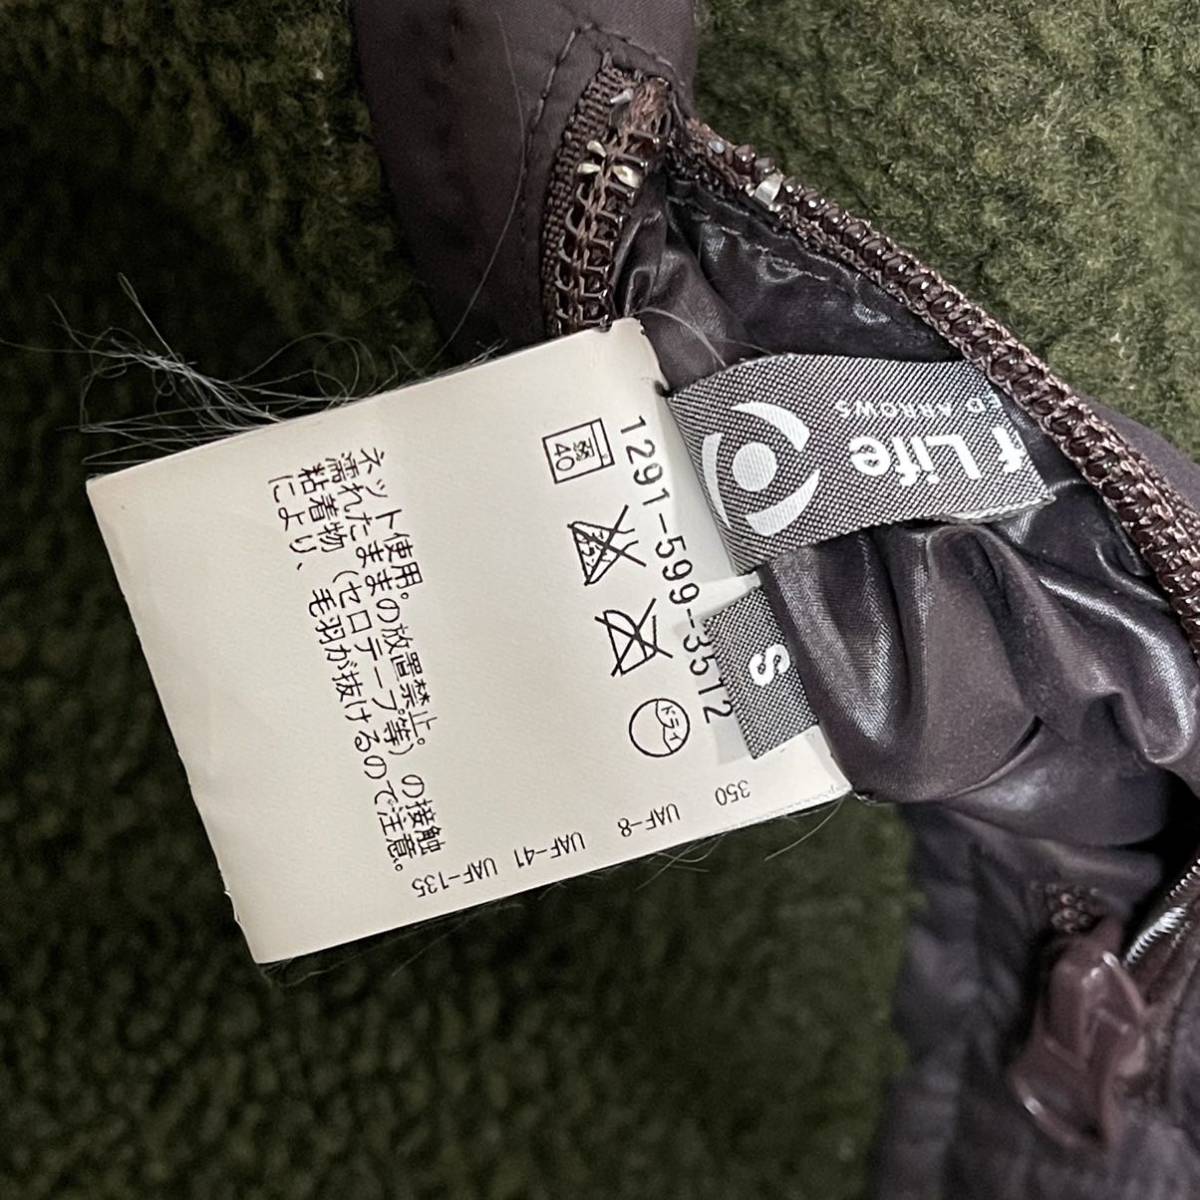 f Life
D ARROWS
S
1291-599-3512
弱
40
ドライ
350
UAF-8
UAF-41
UAF-135
ネット使用。
濡れたままの放置禁止。
粘着物（セロテープ等）の接触
により、毛羽が抜けるので注意。